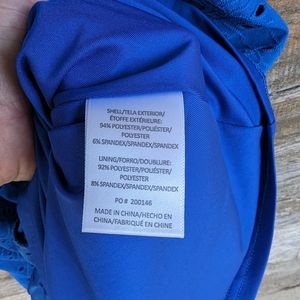 SHELL/TELA EXTERIOR/
ÉTOFFE EXTÉRIEURE:
94% POLYESTER/POLIÉSTER/
POLYESTER
6% SPANDEX/SPANDEX/SPANDEX
LINING/FORRO/DOUBLURE:
92% POLYESTER/POLIÉSTER/
POLYESTER
8% SPANDEX/SPANDEX/SPANDEX
PO # 200146
MADE IN CHINA/HECHO EN
CHINA/FABRIQUÉ EN CHINE